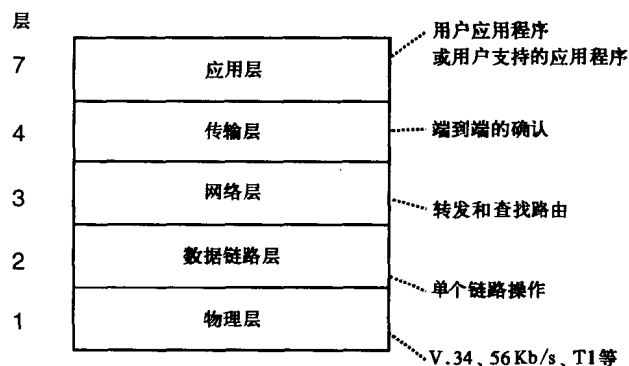 层
用户应用程序
或用户支持的应用程序
7
应用层
4
传输层
端到端的确认
3
网络层
转发和查找路由
2
数据链路层
单个链路操作
1
物理层
V.34、56Kb/s、T1等